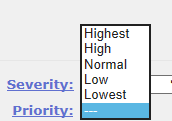 Highest
High
Normal
Low
Lowest
---
Severity:
Priority: